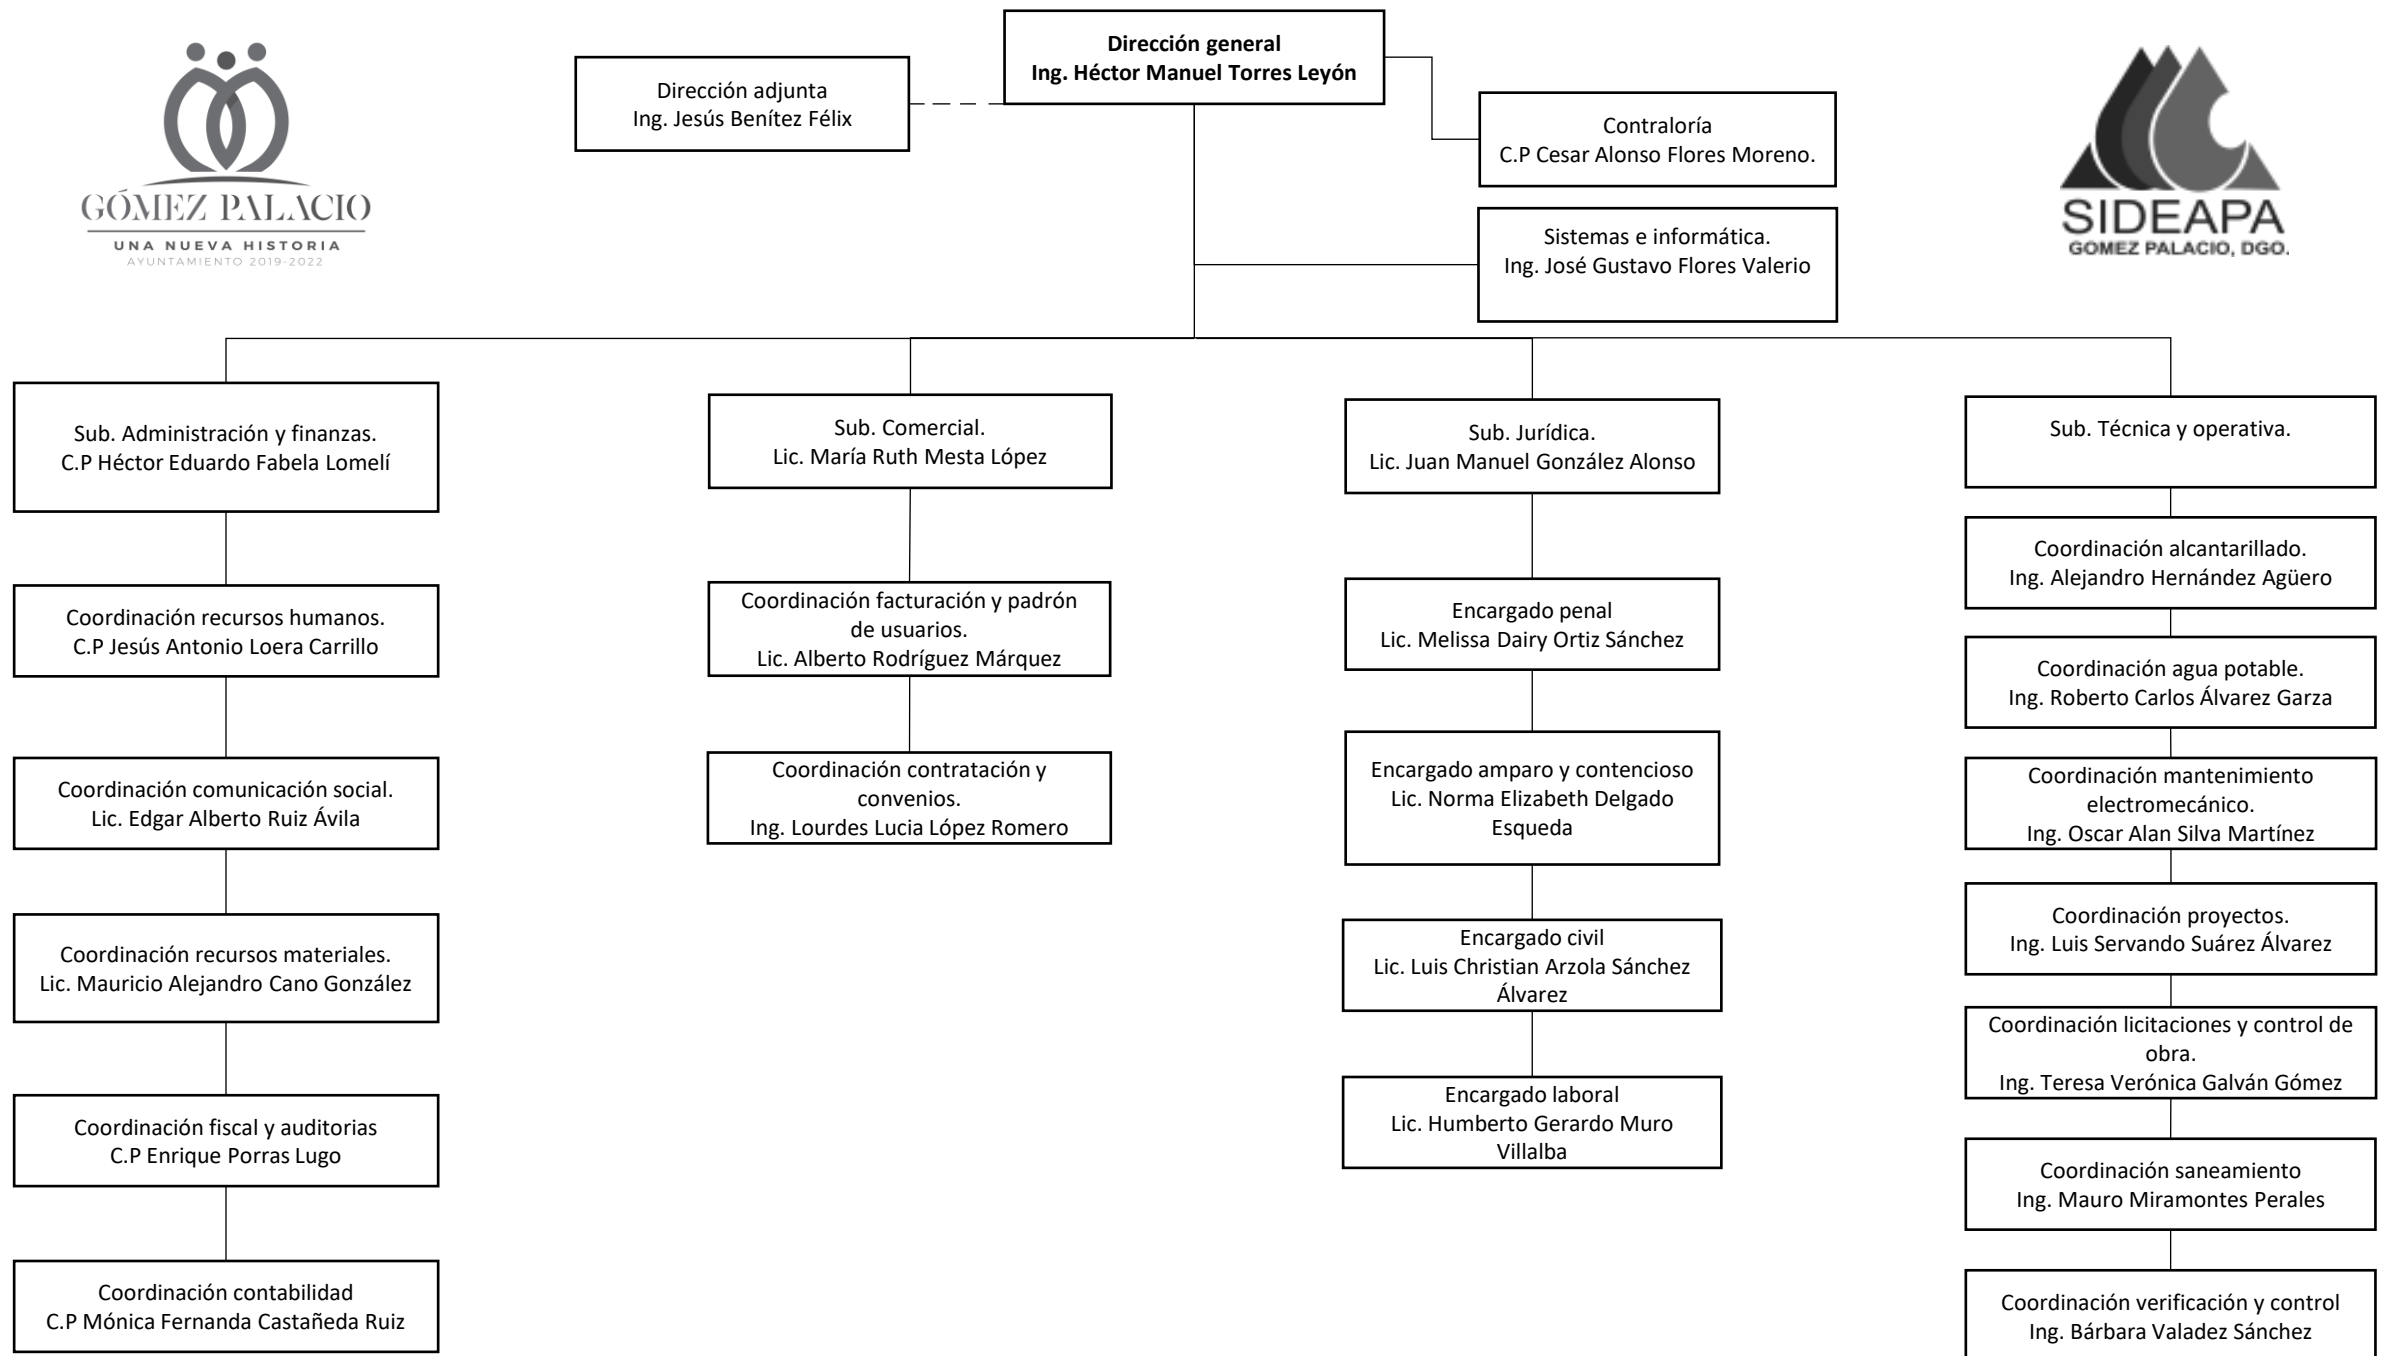 Dirección general
Ing. Héctor Manuel Torres Leyón
Dirección adjunta
Ing. Jesús Benítez Félix
Contraloría
C.P Cesar Alonso Flores Moreno.
Sistemas e informática.
Ing. José Gustavo Flores Valerio
GÓMEZ PALACIO
UNA NUEVA HISTORIA
AYUNTAMIENTO 2019-2022
SIDEAPA
GOMEZ PALACIO, DGO.
Sub. Administración y finanzas.
C.P Héctor Eduardo Fabela Lomelí
Coordinación recursos humanos.
C.P Jesús Antonio Loera Carrillo
Coordinación comunicación social.
Lic. Edgar Alberto Ruiz Ávila
Coordinación recursos materiales.
Lic. Mauricio Alejandro Cano González
Coordinación fiscal y auditorias
C.P Enrique Porras Lugo
Coordinación contabilidad
C.P Mónica Fernanda Castañeda Ruiz
Sub. Comercial.
Lic. María Ruth Mesta López
Coordinación facturación y padrón
de usuarios.
Lic. Alberto Rodríguez Márquez
Coordinación contratación y
convenios.
Ing. Lourdes Lucia López Romero
Sub. Jurídica.
Lic. Juan Manuel González Alonso
Encargado penal
Lic. Melissa Dairy Ortiz Sánchez
Encargado amparo y contencioso
Lic. Norma Elizabeth Delgado
Esqueda
Encargado civil
Lic. Luis Christian Arzola Sánchez
Álvarez
Encargado laboral
Lic. Humberto Gerardo Muro
Villalba
Sub. Técnica y operativa.
Coordinación alcantarillado.
Ing. Alejandro Hernández Agüero
Coordinación agua potable.
Ing. Roberto Carlos Álvarez Garza
Coordinación mantenimiento
electromecánico.
Ing. Oscar Alan Silva Martínez
Coordinación proyectos.
Ing. Luis Servando Suárez Álvarez
Coordinación licitaciones y control de
obra.
Ing. Teresa Verónica Galván Gómez
Coordinación saneamiento
Ing. Mauro Miramontes Perales
Coordinación verificación y control
Ing. Bárbara Valadez Sánchez